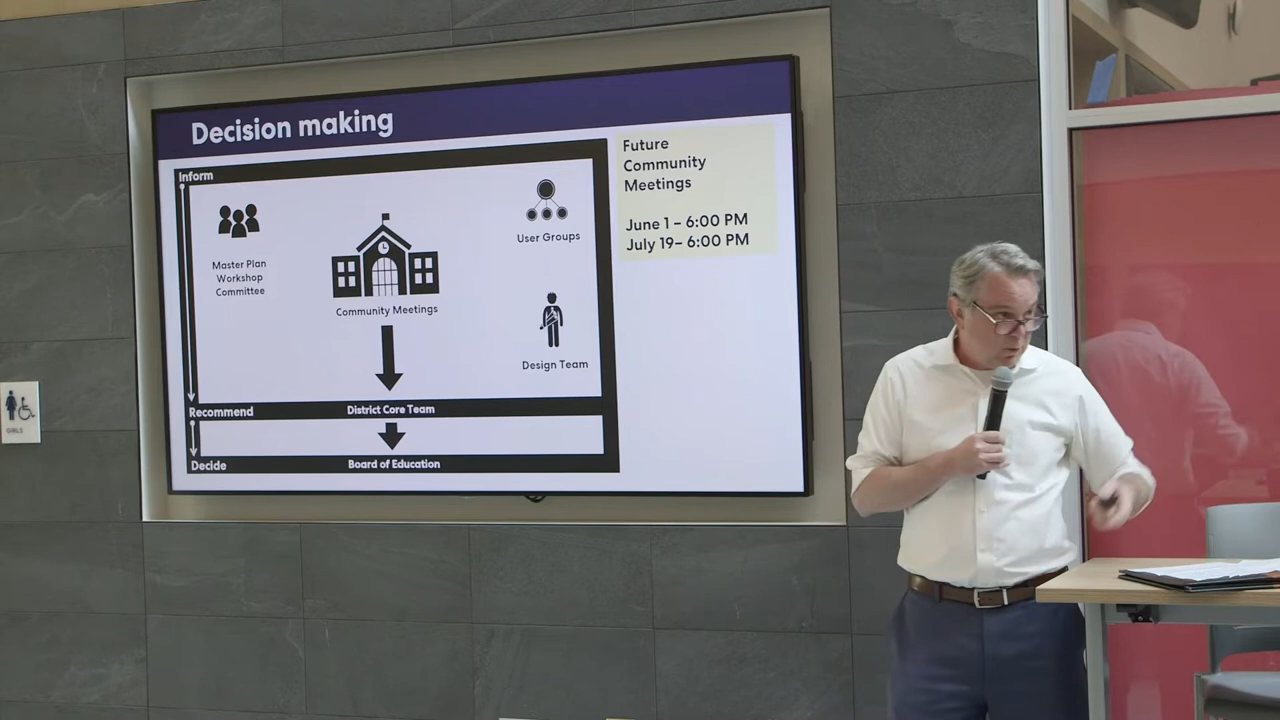 Decision making
Inform
Master Plan
Workshop
Committee
Community Meetings
User Groups
Design Team
Recommend
District Core Team
Decide
Board of Education
Future
Community
Meetings
June 1 – 6:00 PM
July 19– 6:00 PM
GIRLS